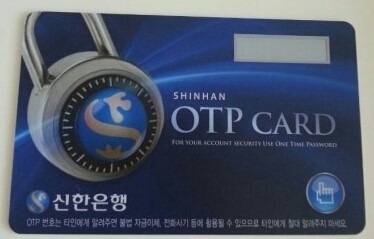 SHINHAN
OTP CARD
FOR YOUR ACCOUNT SECURITY USE ONE TIME PASSWORD
신한은행
OTP 번호는 타인에게 알려주면 불법 자금이체, 전화사기 등에 활용될 수 있으므로 타인에게 절대 알려주지 마세요.